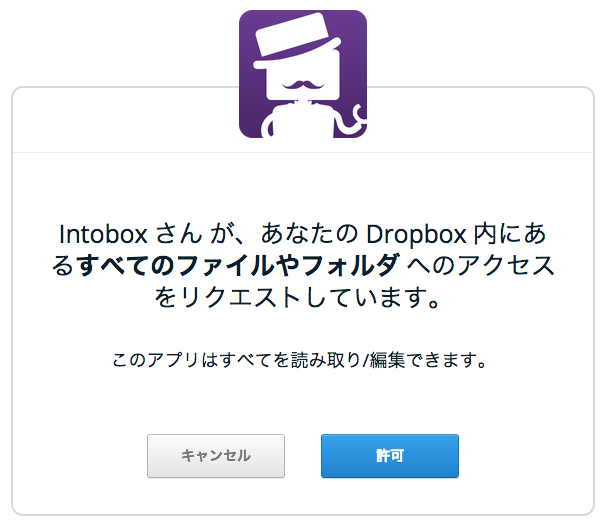 Intobox さん が、あなたの Dropbox 内にあ
るすべてのファイルやフォルダ へのアクセス
をリクエストしています。
このアプリはすべてを読み取り/編集できます。
キャンセル
許可